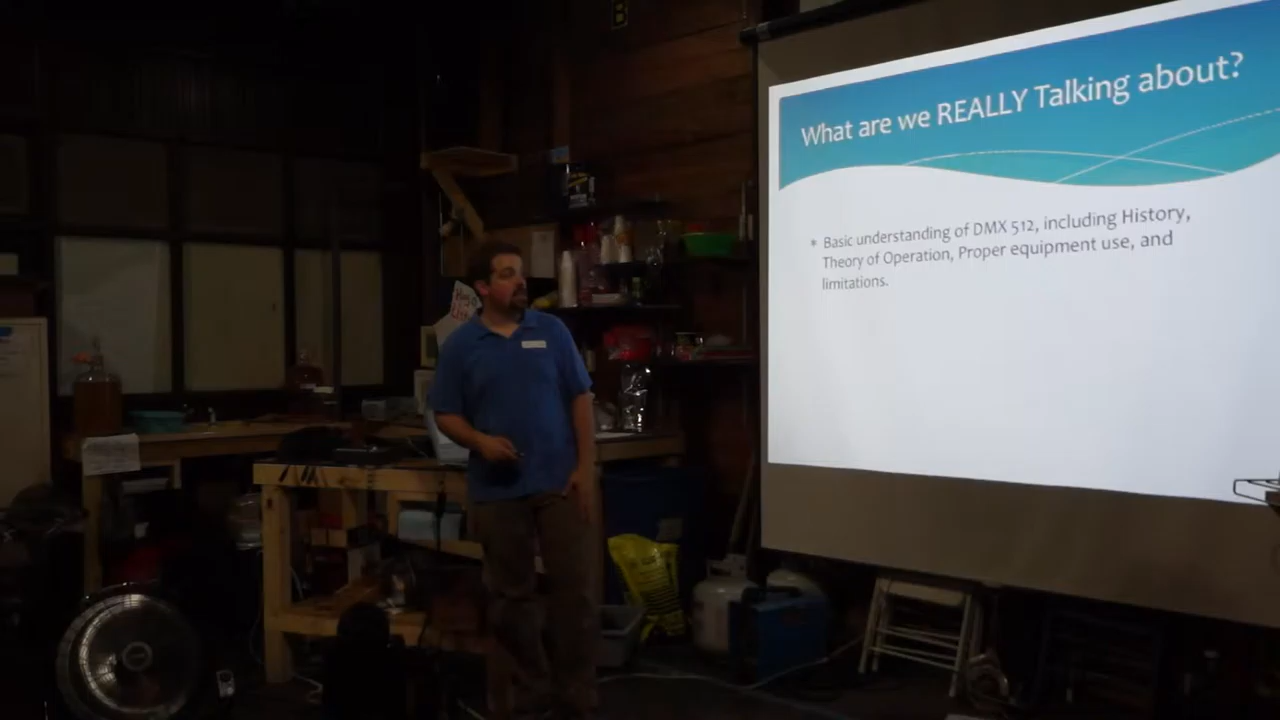 What are we REALLY Talking about?
* Basic understanding of DMX 512, including History,
Theory of Operation, Proper equipment use, and
limitations.